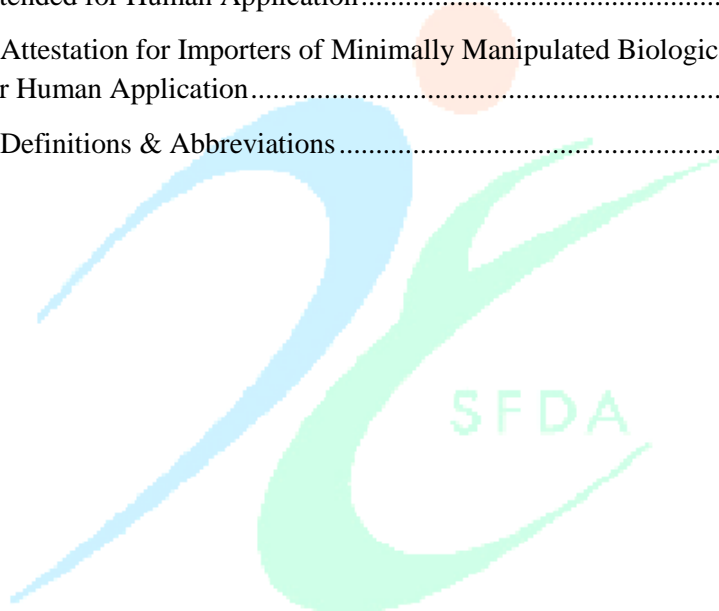 tended for Human Application......................................................
Attestation for Importers of Minimally Manipulated Biologic
r Human Application......................................................................
Definitions & Abbreviations.........................................................
SFDA